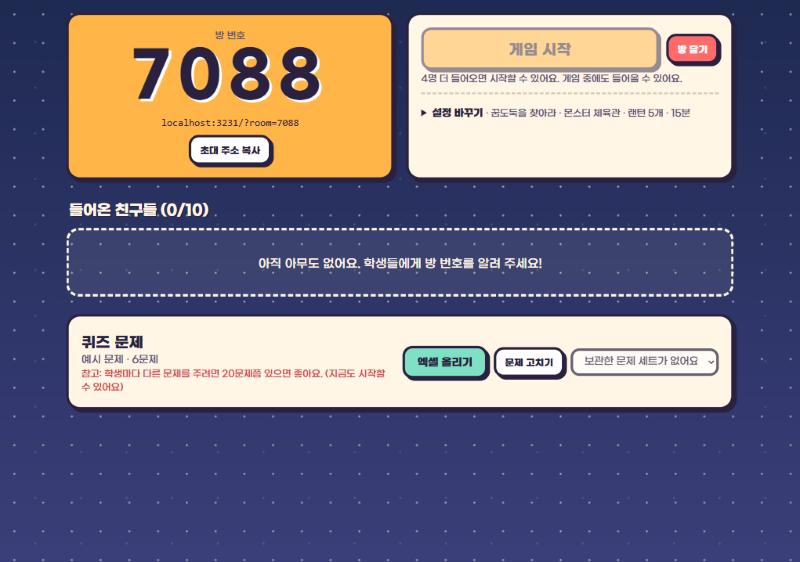 방 번호
7088
localhost:3231/?room=7088
초대 주소 복사
게임 시작
방 닫기
4명 더 들어오면 시작할 수 있어요. 게임 중에도 들어올 수 있어요.
▶ 설정 바꾸기 · 꿈도둑을 찾아라 · 몬스터 체육관 · 랜턴 5개 · 15분
들어온 친구들 (0/10)
아직 아무도 없어요. 학생들에게 방 번호를 알려 주세요!
퀴즈 문제
예시 문제 · 6문제
참고: 학생마다 다른 문제를 주려면 20문제쯤 있으면 좋아요. (지금도 시작할
수 있어요)
엑셀 올리기
문제 고치기
보관한 문제 세트가 없어요